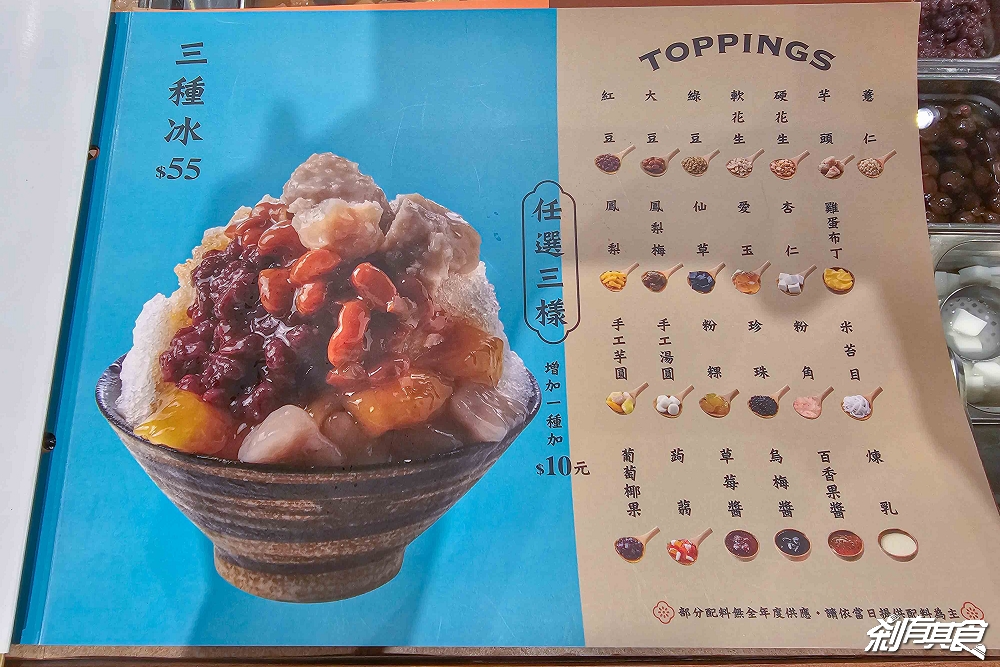 三種冰
$55
任選三樣
增加一種加
$10元
TOPPINGS
紅豆
大豆
綠豆
軟花生
硬花生
芋頭
薏仁
鳳梨
鳳梨梅
仙草
愛玉
杏仁
雞蛋布丁
手工芋圓
手工湯圓
粉粿
珍珠
粉角
米苔目
葡萄椰果
蒟蒻
草莓醬
烏梅醬
百香果醬
煉乳
部分配料無全年度供應，請依當日提供配料為主
剎有其食